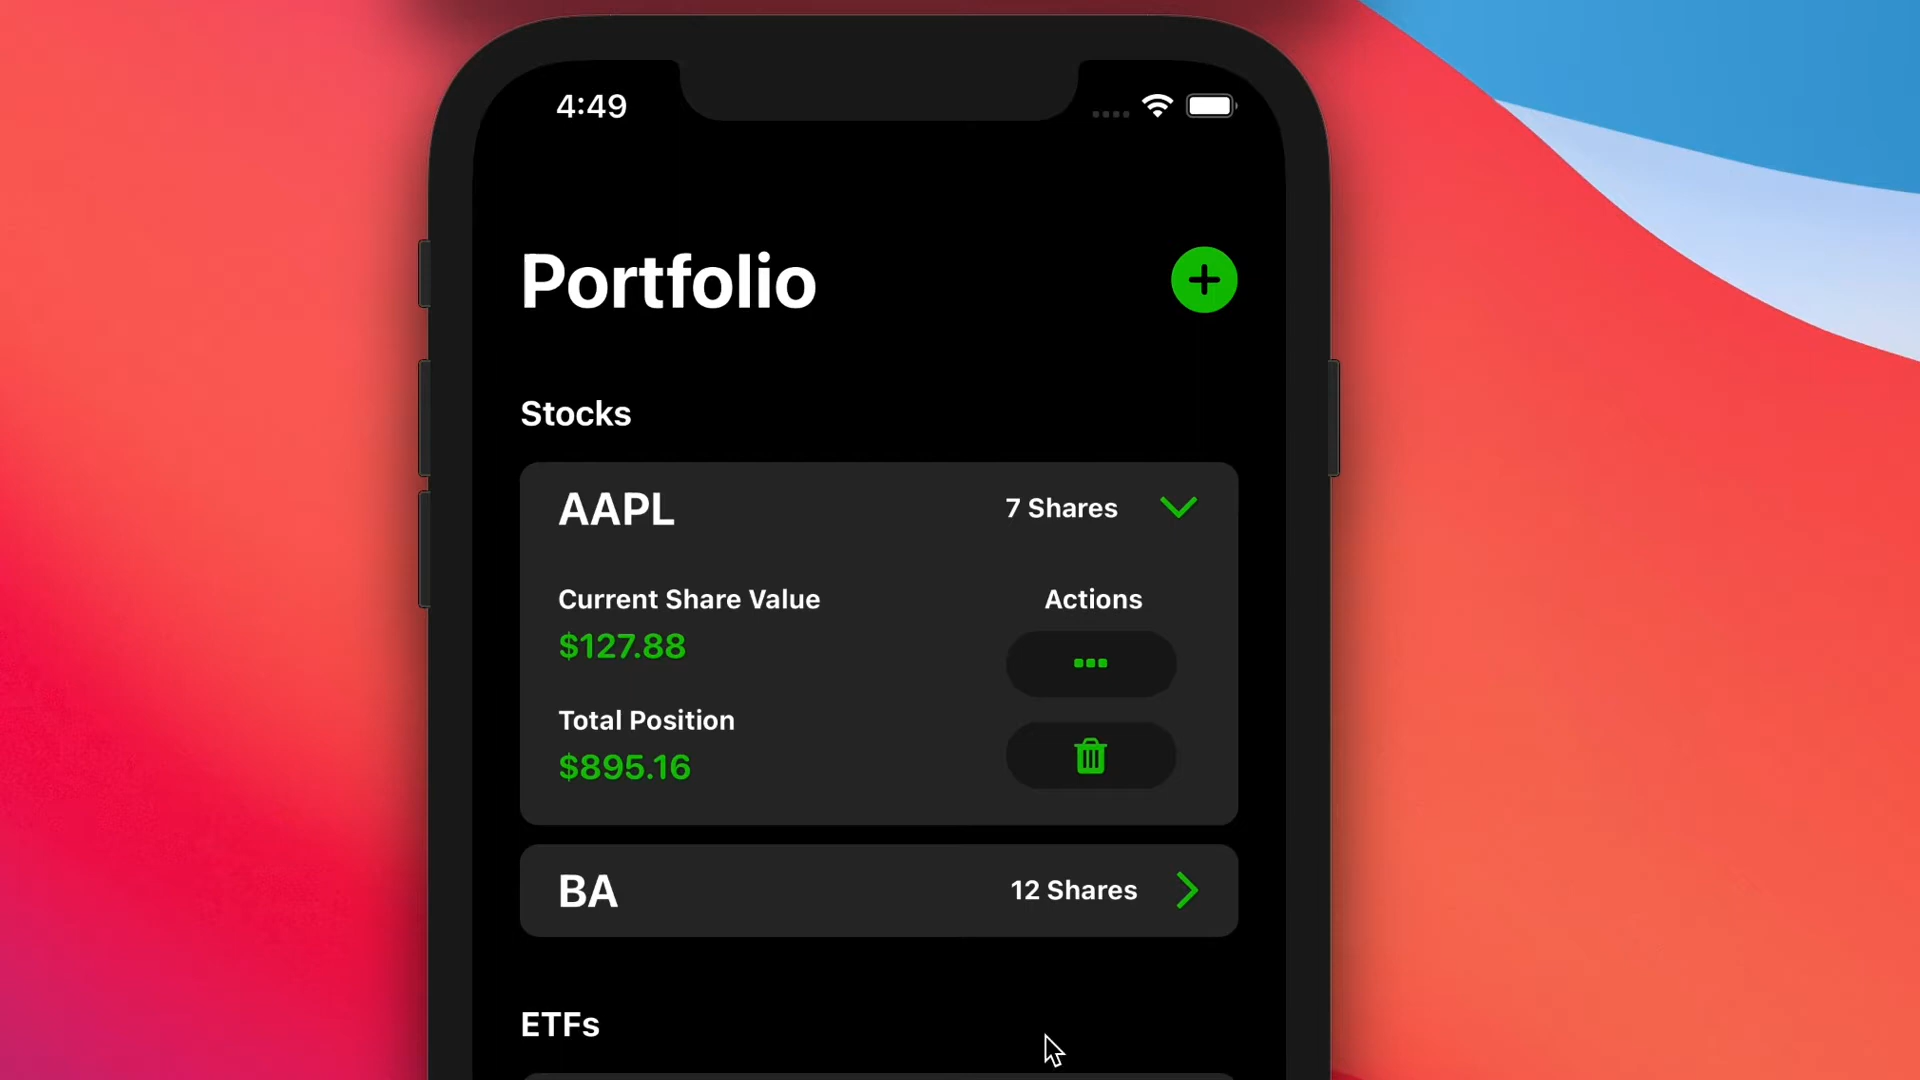 4:49
Portfolio
Stocks
AAPL 7 Shares
Current Share Value Actions
$127.88
Total Position
$895.16
BA 12 Shares
ETFs